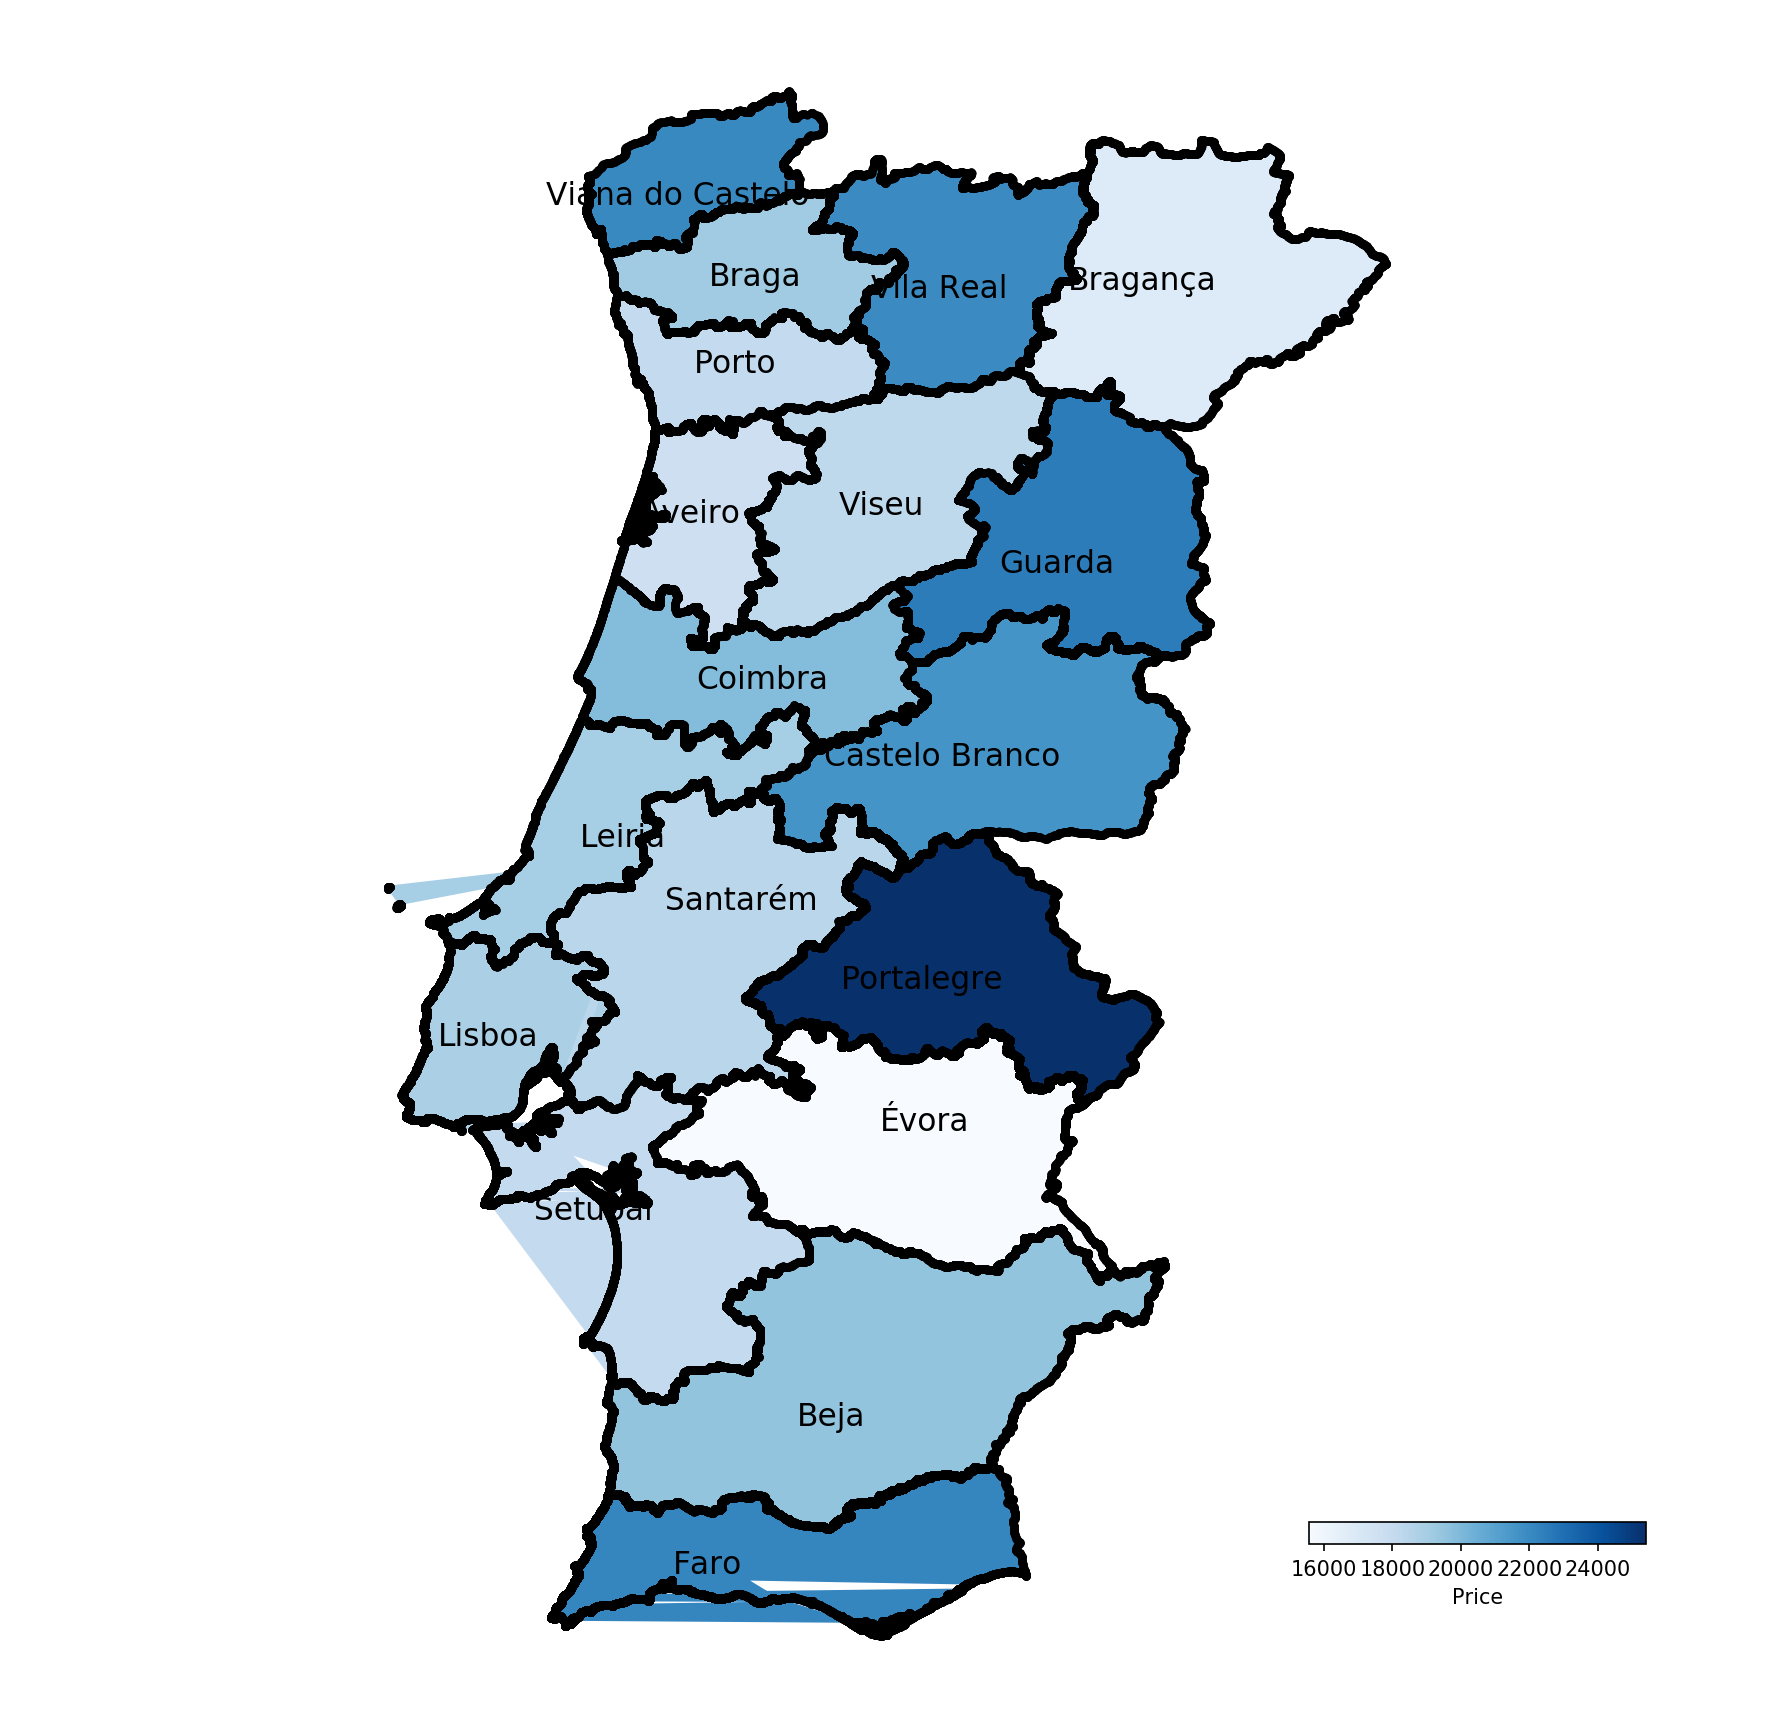 Viana do Castelo
Braga
Vila Real
Bragança
Porto
Aveiro
Viseu
Guarda
Coimbra
Castelo Branco
Leiria
Santarém
Portalegre
Lisboa
Évora
Setúbal
Beja
Faro
16000 18000 20000 22000 24000
Price